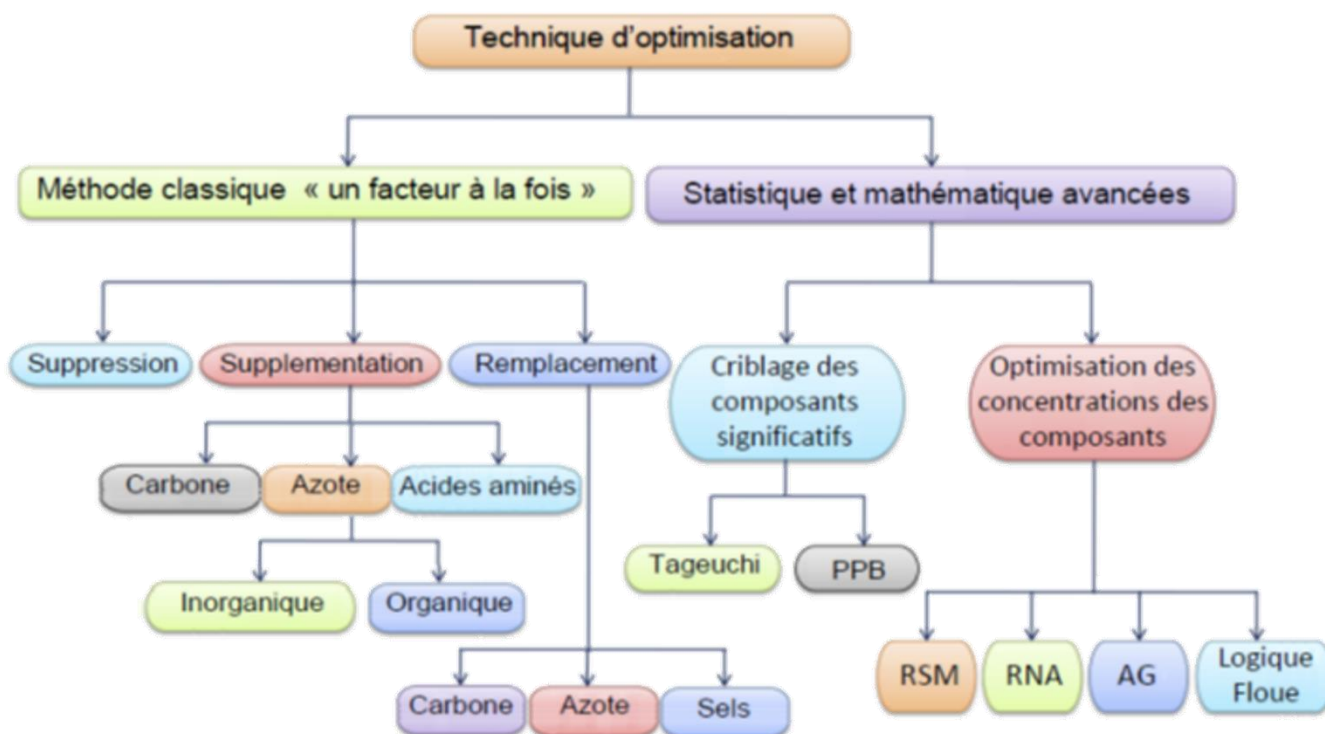 Technique d'optimisation
Méthode classique « un facteur à la fois »
Statistique et mathématique avancées
Suppression
Supplementation
Remplacement
Criblage des
composants
significatifs
Optimisation des
concentrations des
composants
Carbone
Azote
Acides aminés
Tageuchi
PPB
Inorganique
Organique
RSM
RNA
AG
Logique
Floue
Carbone
Azote
Sels